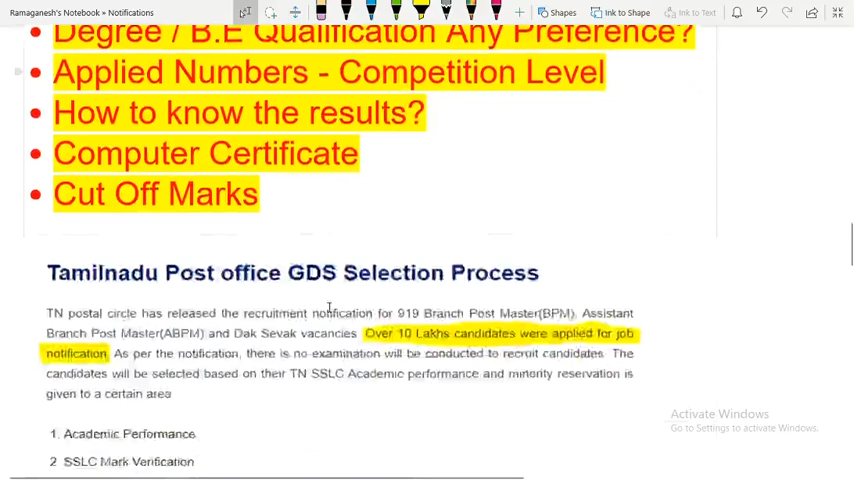 Ramaganesh's Notebook » Notifications
Shapes
Ink to Shape
Ink to Text
Degree / B.E Qualification Any Preference?
Applied Numbers - Competition Level
How to know the results?
Computer Certificate
Cut Off Marks
Tamilnadu Post office GDS Selection Process
TN postal circle has released the recruitment notification for 919 Branch Post Master(BPM), Assistant
Branch Post Master(ABPM) and Dak Sevak vacancies. Over 10 Lakhs candidates were applied for job
notification. As per the notification, there is no examination will be conducted to recruit candidates. The
candidates will be selected based on their TN SSLC Academic performance and minority reservation is
given to a certain area
1. Academic Performance
2 SSLC Mark Verification
Activate Windows
Go to Settings to activate Windows.